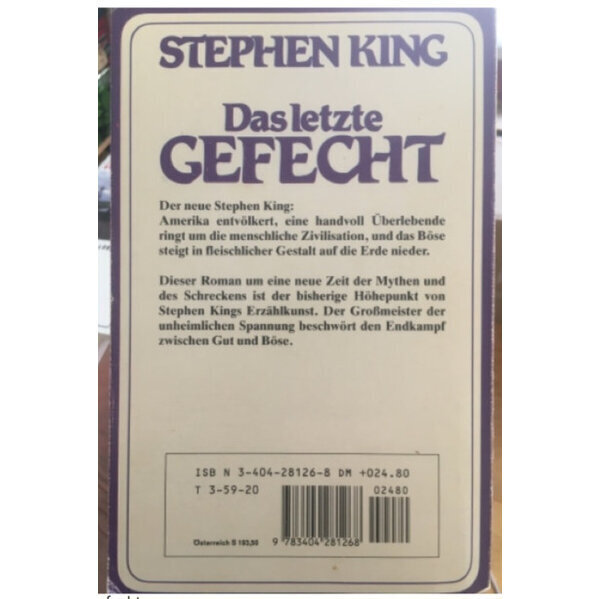 STEPHEN KING
Das letzte
GEFECHT
Der neue Stephen King:
Amerika entvölkert, eine handvoll Überlebende
ringt um die menschliche Zivilisation, und das Böse
steigt in fleischlicher Gestalt auf die Erde nieder.
Dieser Roman um eine neue Zeit der Mythen und
des Schreckens ist der bisherige Höhepunkt von
Stephen Kings Erzählkunst. Der Großmeister der
unheimlichen Spannung beschwört den Endkampf
zwischen Gut und Böse.
ISB N 3-404-28126-8 DM +024.80
T 3-59-20 02480
Österreich S 193,50
9 783404 281268